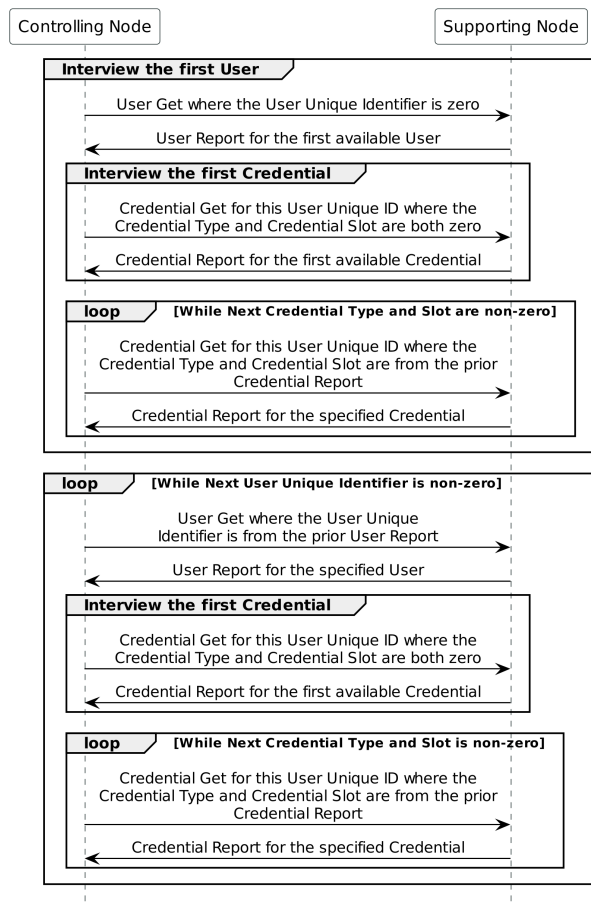 Controlling Node
Supporting Node
Interview the first User
User Get where the User Unique Identifier is zero
User Report for the first available User
Interview the first Credential
Credential Get for this User Unique ID where the
Credential Type and Credential Slot are both zero
Credential Report for the first available Credential
loop [While Next Credential Type and Slot are non-zero]
Credential Get for this User Unique ID where the
Credential Type and Credential Slot are from the prior
Credential Report
Credential Report for the specified Credential
loop [While Next User Unique Identifier is non-zero]
User Get where the User Unique
Identifier is from the prior User Report
User Report for the specified User
Interview the first Credential
Credential Get for this User Unique ID where the
Credential Type and Credential Slot are both zero
Credential Report for the first available Credential
loop [While Next Credential Type and Slot is non-zero]
Credential Get for this User Unique ID where the
Credential Type and Credential Slot are from the prior
Credential Report
Credential Report for the specified Credential